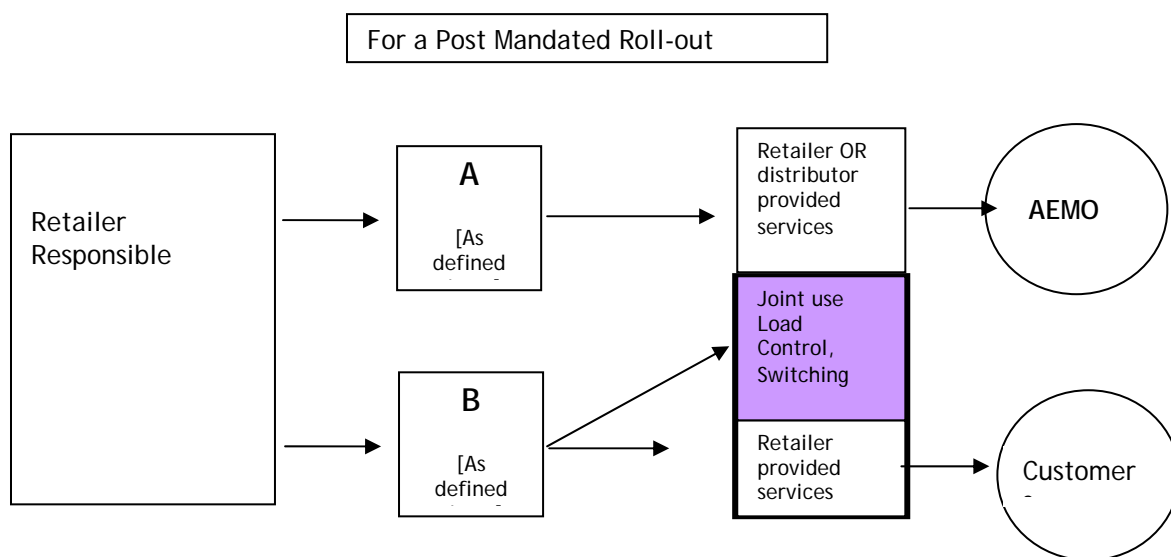 For a Post Mandated Roll-out
Retailer
Responsible
A
[As
defined
B
[As
defined
Retailer OR
distributor
provided
services
Joint use
Load
Control,
Switching
Retailer
provided
services
AEMO
Customer